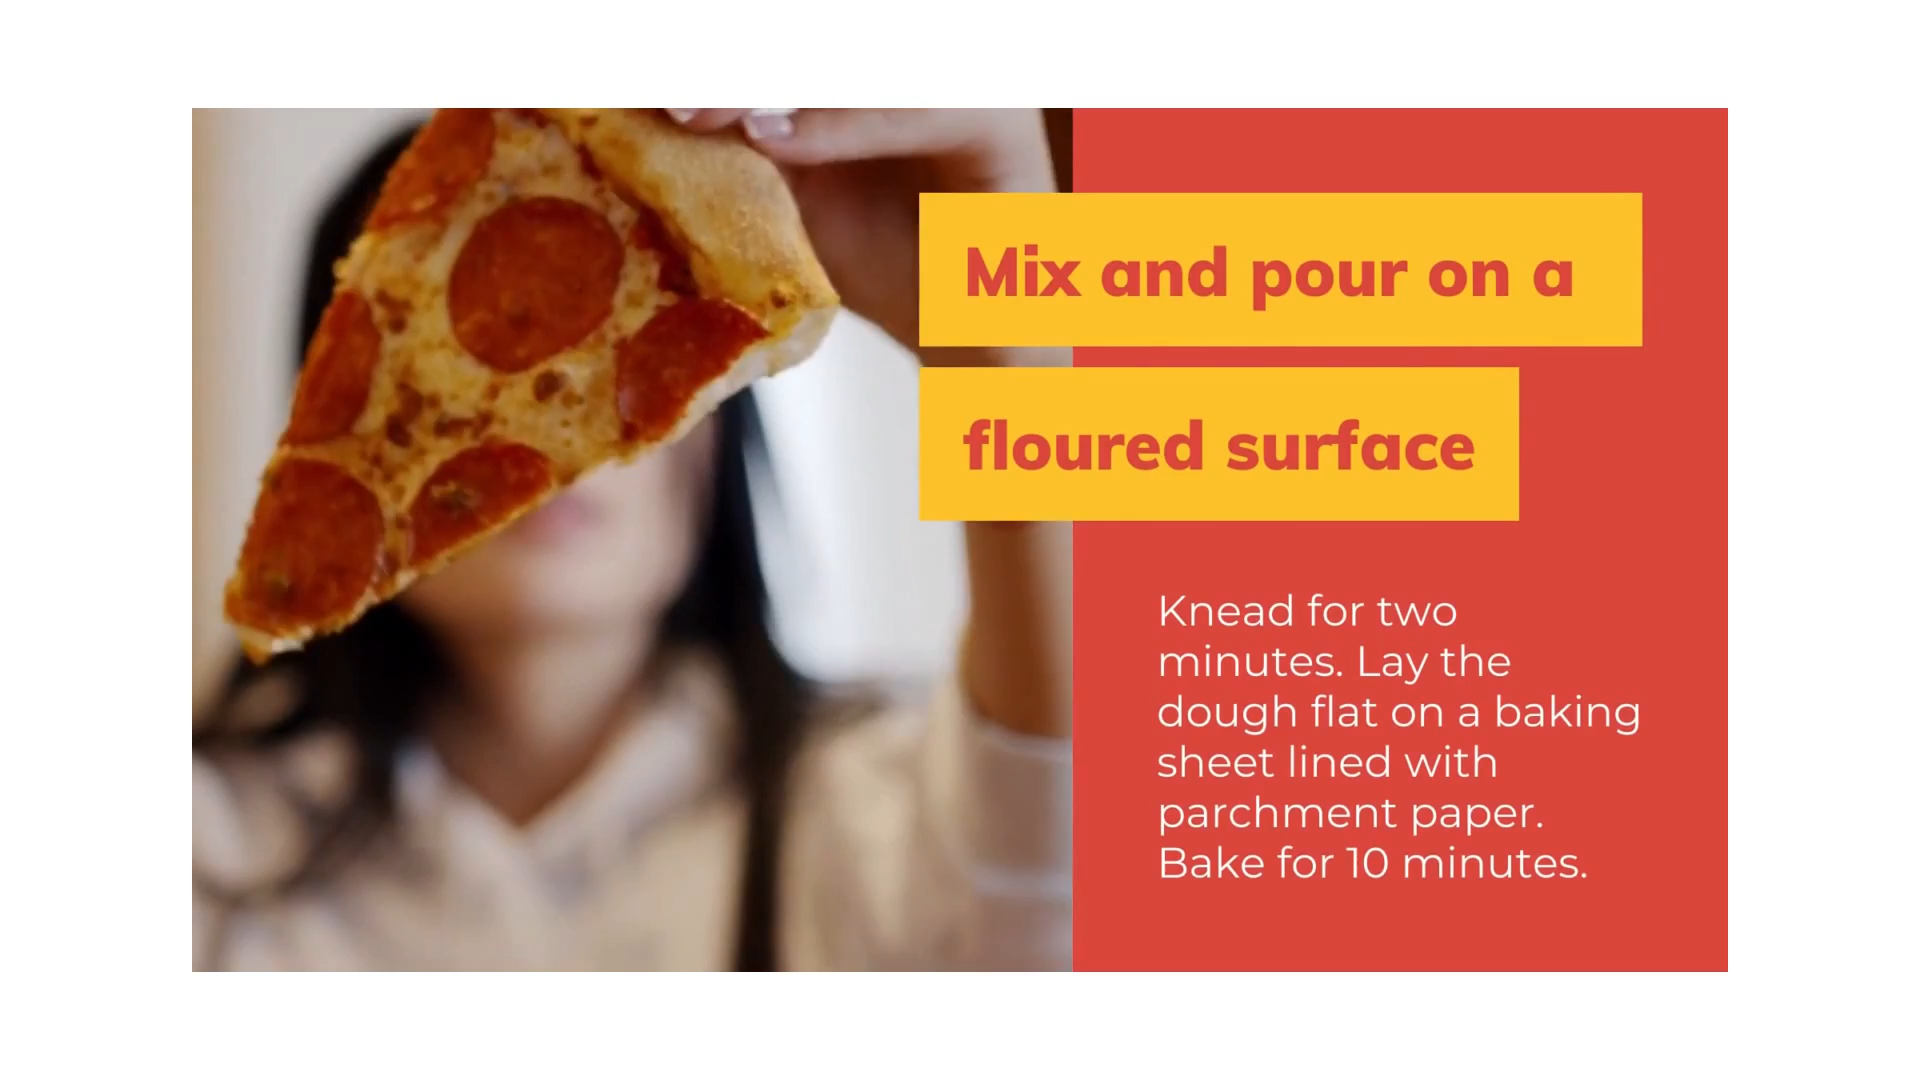 Mix and pour on a
floured surface
Knead for two
minutes. Lay the
dough flat on a baking
sheet lined with
parchment paper.
Bake for 10 minutes.